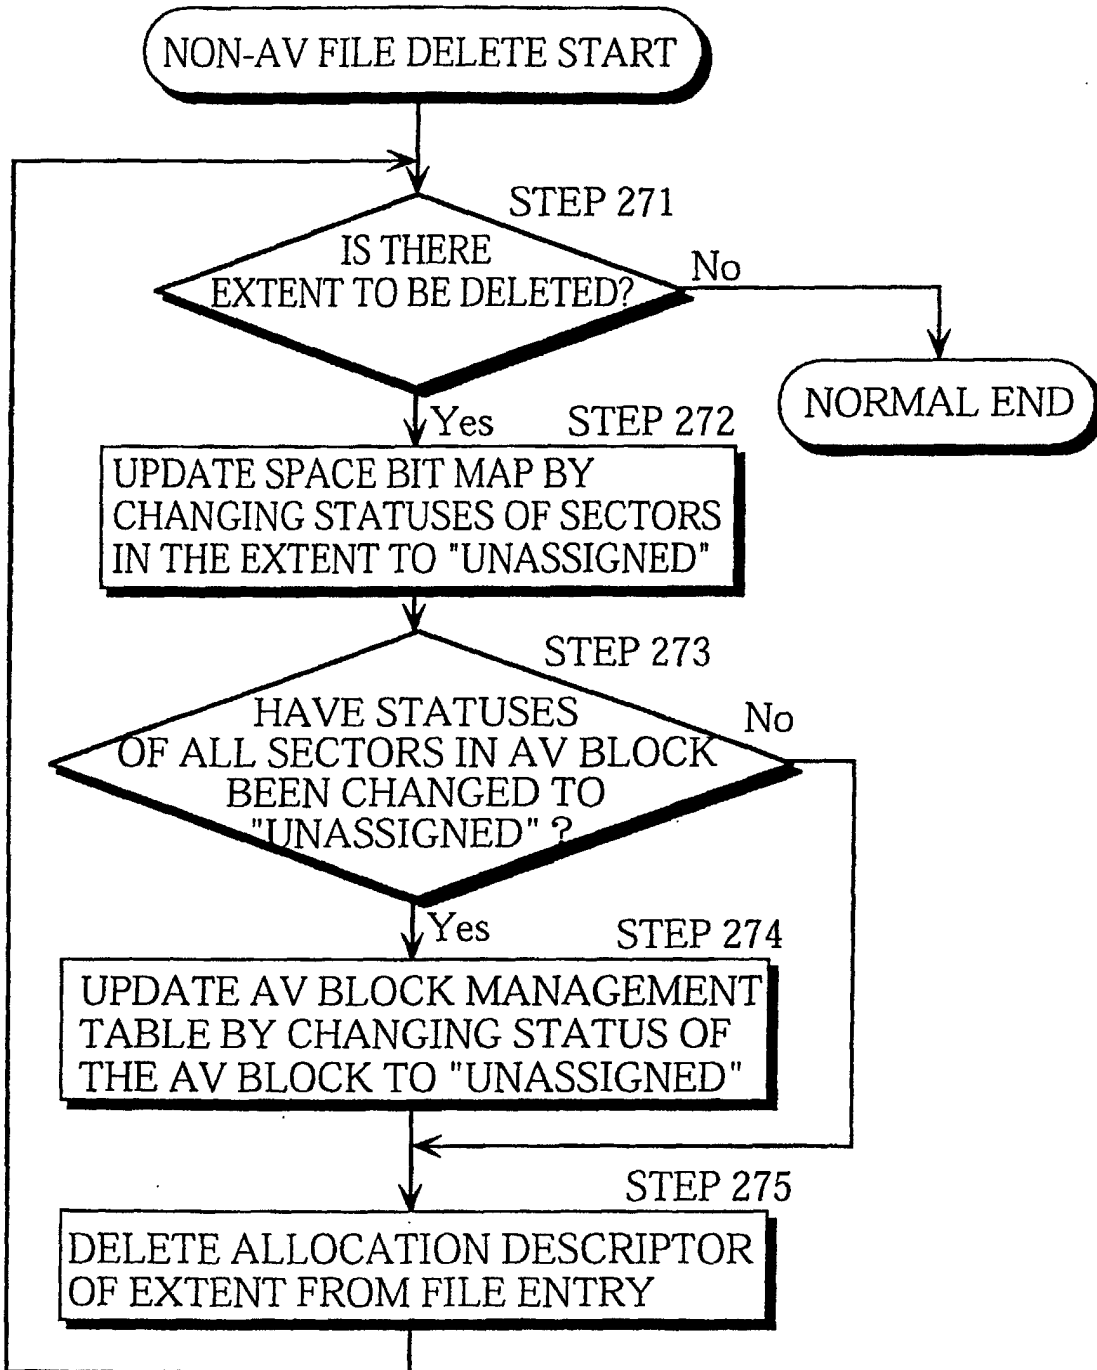 NON-AV FILE DELETE START
STEP 271
IS THERE
EXTENT TO BE DELETED?
No
NORMAL END
Yes
STEP 272
UPDATE SPACE BIT MAP BY
CHANGING STATUSES OF SECTORS
IN THE EXTENT TO "UNASSIGNED"
STEP 273
HAVE STATUSES
OF ALL SECTORS IN AV BLOCK
BEEN CHANGED TO
"UNASSIGNED" ?
No
Yes
STEP 274
UPDATE AV BLOCK MANAGEMENT
TABLE BY CHANGING STATUS OF
THE AV BLOCK TO "UNASSIGNED"
STEP 275
DELETE ALLOCATION DESCRIPTOR
OF EXTENT FROM FILE ENTRY